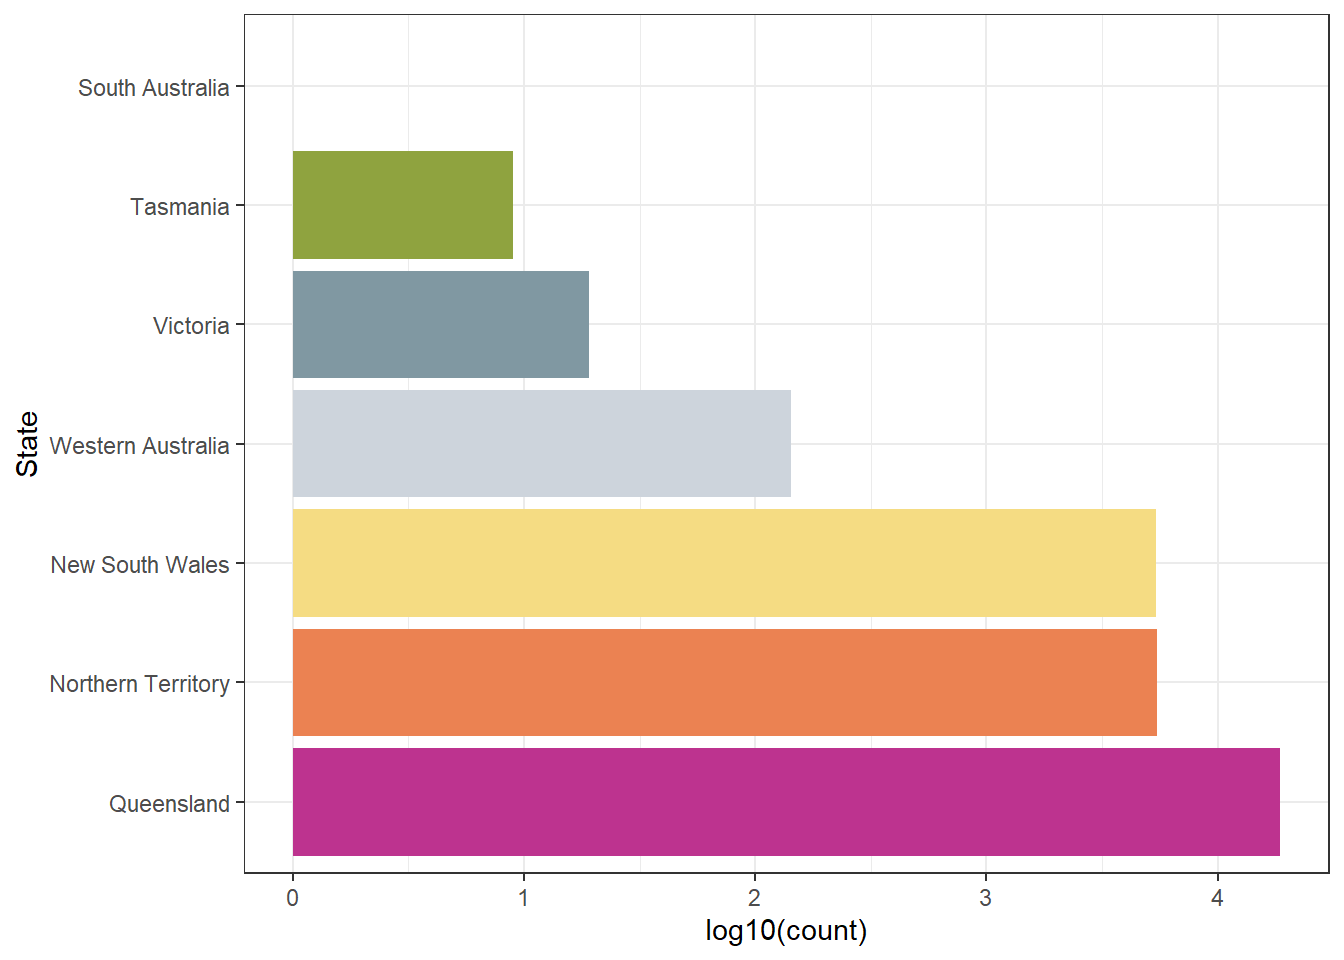 South Australia
Tasmania
Victoria
Western Australia
New South Wales
Northern Territory
Queensland
State
0 1 2 3 4
log10(count)